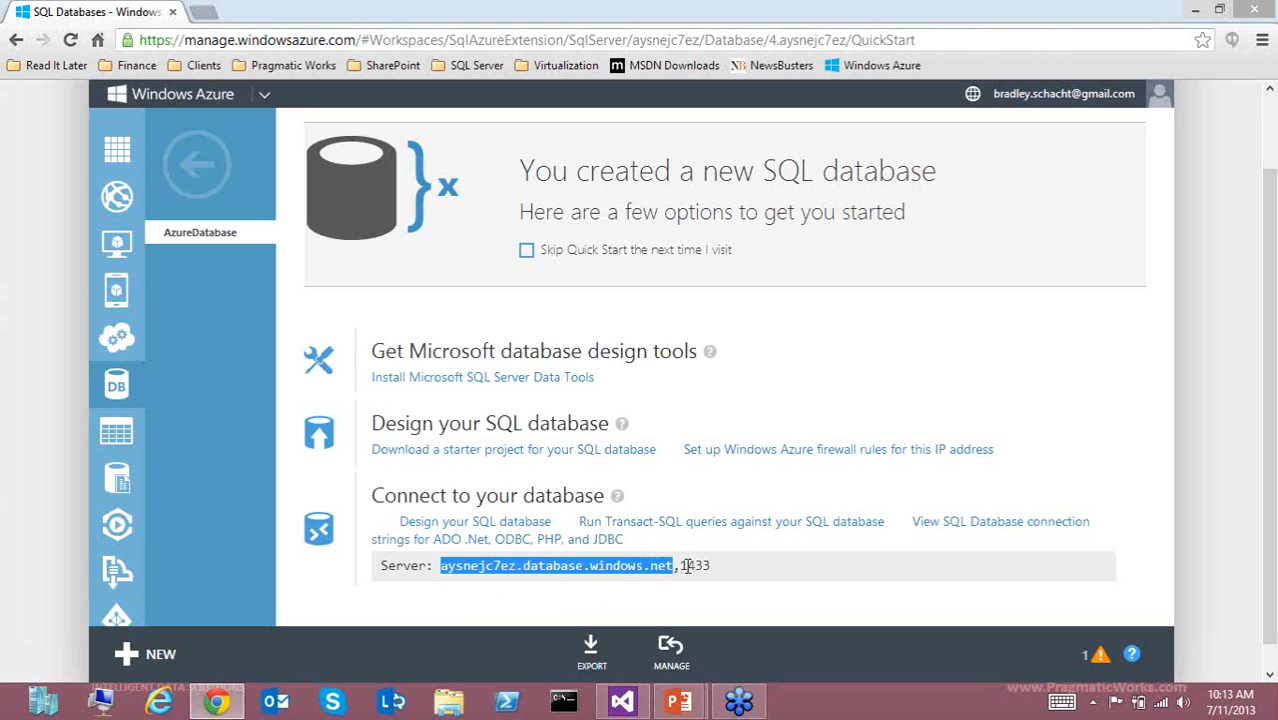 SQL Databases - Windows
https://manage.windowsazure.com/#Workspaces/SqlAzureExtension/SqlServer/aysnejc7ez/Database/4.aysnejc7ez/QuickStart
Read It Later Finance Clients Pragmatic Works SharePoint SQL Server Virtualization m MSDN Downloads NB NewsBusters Windows Azure
Windows Azure bradley.schacht@gmail.com
You created a new SQL database
x
Here are a few options to get you started
AzureDatabase
Skip Quick Start the next time I visit
Get Microsoft database design tools ?
Install Microsoft SQL Server Data Tools
DB
Design your SQL database ?
Download a starter project for your SQL database Set up Windows Azure firewall rules for this IP address
Connect to your database ?
Design your SQL database Run Transact-SQL queries against your SQL database View SQL Database connection
strings for ADO .Net, ODBC, PHP, and JDBC
Server: aysnejc7ez.database.windows.net,1433
NEW EXPORT MANAGE 1 ?
INTELLIGENT DATA SOLUTIONS www.PragmaticWorks.com
10:13 AM
7/11/2013